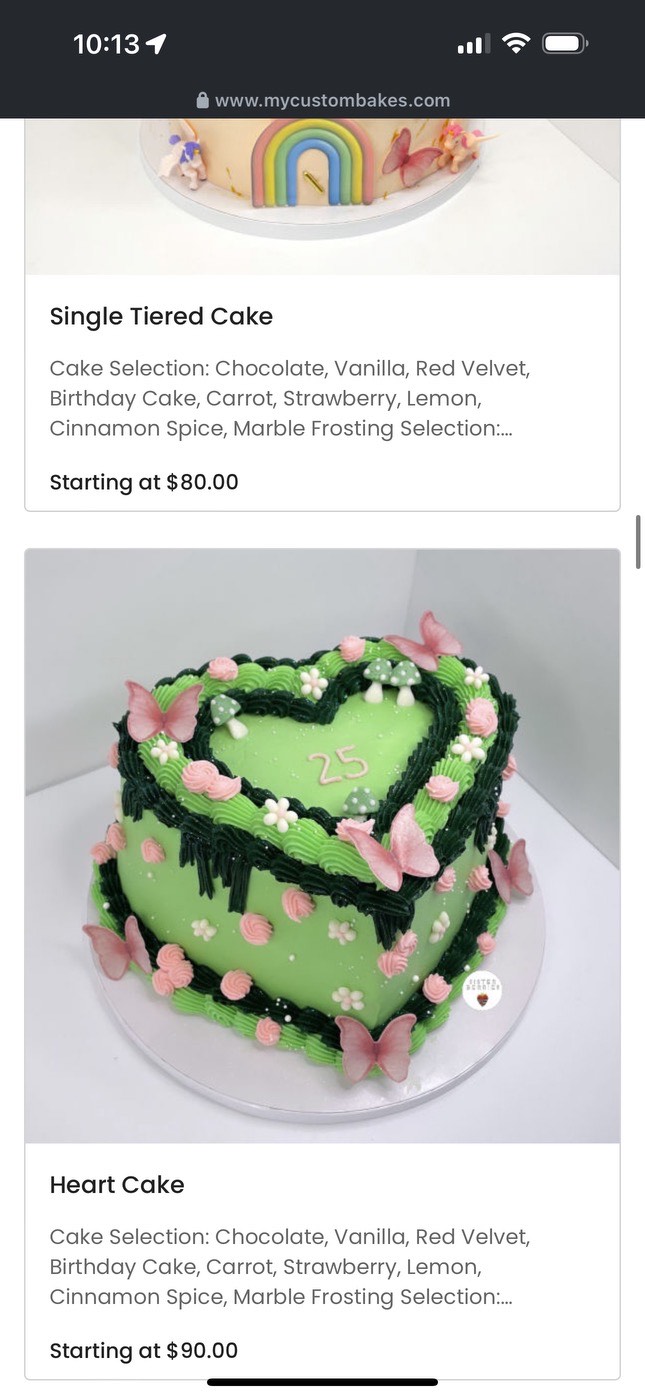 10:13
www.mycustombakes.com
Single Tiered Cake
Cake Selection: Chocolate, Vanilla, Red Velvet,
Birthday Cake, Carrot, Strawberry, Lemon,
Cinnamon Spice, Marble Frosting Selection:...
Starting at $80.00
25
SISTER
BERRIES
Heart Cake
Cake Selection: Chocolate, Vanilla, Red Velvet,
Birthday Cake, Carrot, Strawberry, Lemon,
Cinnamon Spice, Marble Frosting Selection:...
Starting at $90.00